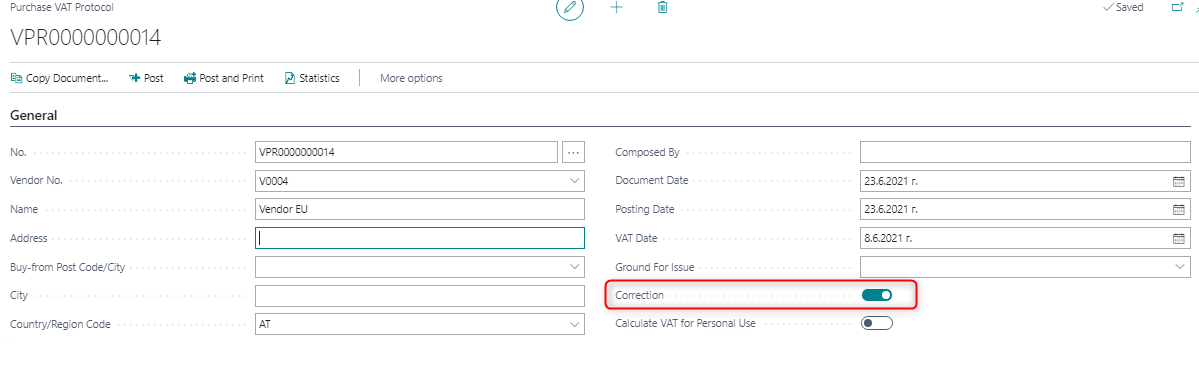 Purchase VAT Protocol
Saved
VPR0000000014
Copy Document...
Post
Post and Print
Statistics
More options
General
No.
VPR0000000014
...
Composed By
Vendor No.
V0004
Document Date
23.6.2021 г.
Name
Vendor EU
Posting Date
23.6.2021 г.
Address
VAT Date
8.6.2021 г.
Buy-from Post Code/City
Ground For Issue
City
Correction
Country/Region Code
AT
Calculate VAT for Personal Use